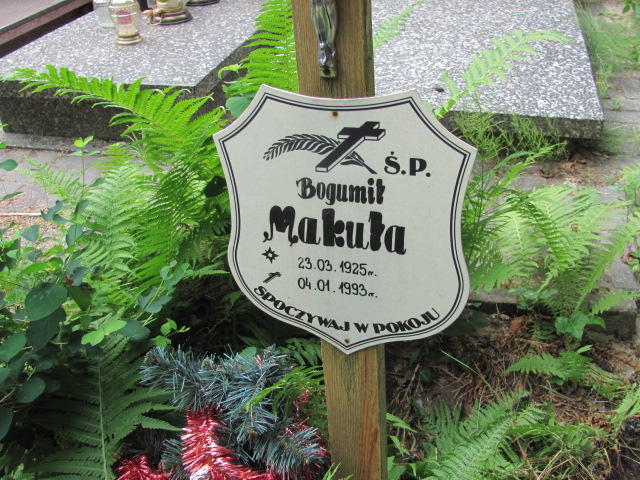 Ś.P.
Bogumił
Makuła
23.03.1925r.
04.01.1993r.
SPOCZYWAJ W POKOJU